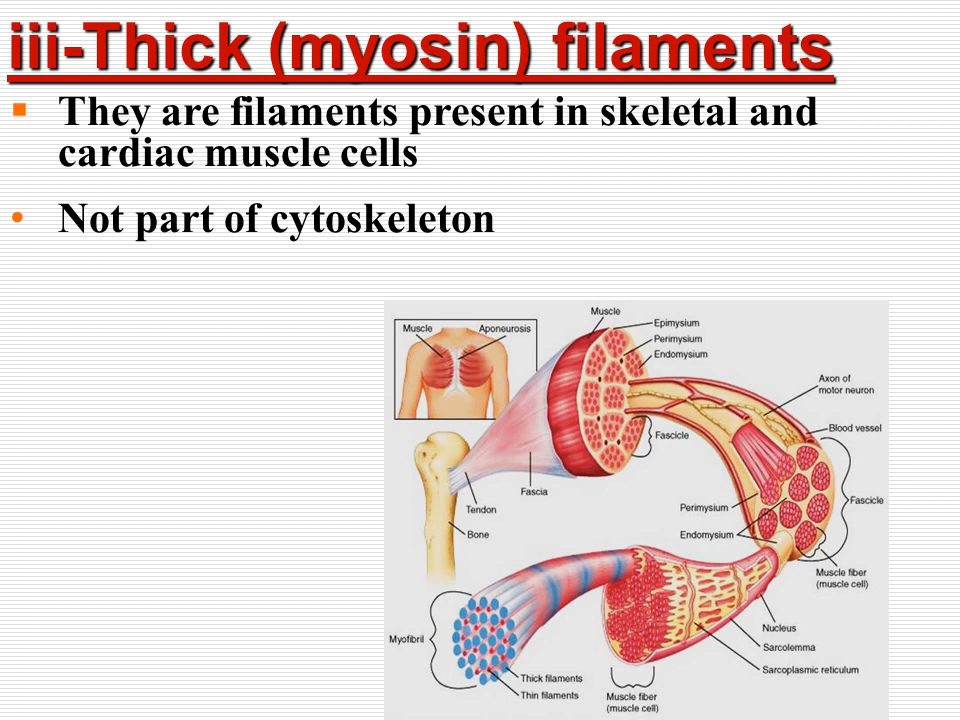 iii-Thick (myosin) filaments
▪ They are filaments present in skeletal and
cardiac muscle cells
• Not part of cytoskeleton
Muscle
Aponeurosis
Muscle
Epimysium
Perimysium
Endomysium
Axon of
motor neuron
Blood vessel
Fascicle
Fascia
Tendon
Bone
Perimysium
Endomysium
Fascicle
Muscle fiber
(muscle cell)
Nucleus
Sarcolemma
Sarcoplasmic reticulum
Myofibril
Thick filaments
Thin filaments
Muscle fiber
(muscle cell)